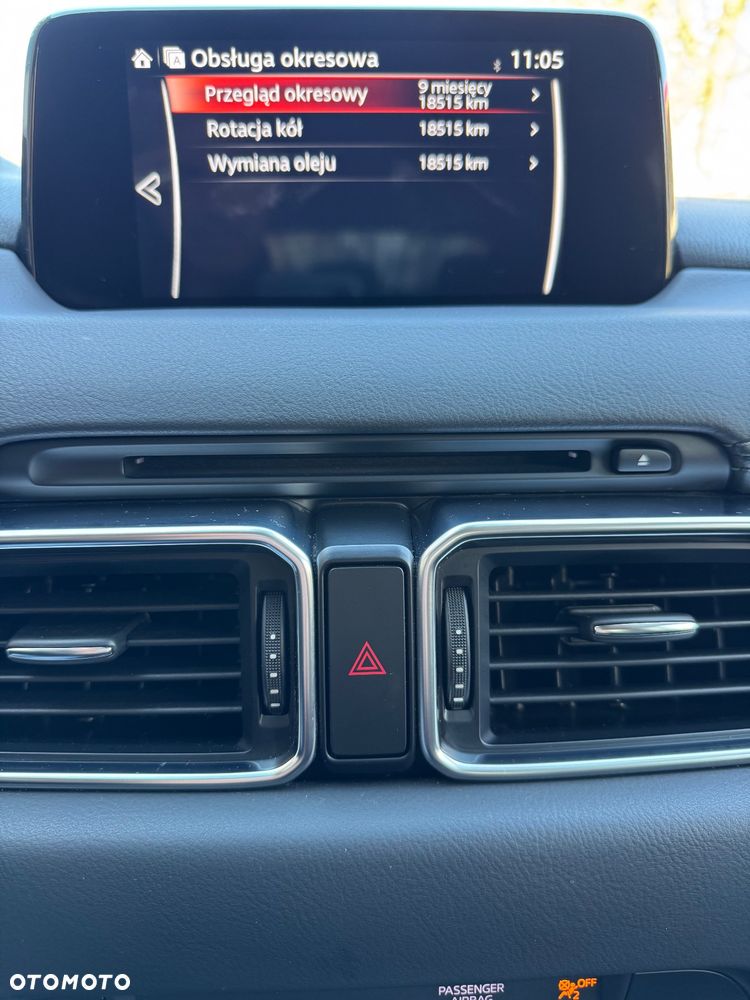 A
Obsługa okresowa 11:05
Przegląd okresowy 9 miesięcy
18515 km
Rotacja kół 18515 km
Wymiana oleju 18515 km
OTOMOTO
PASSENGER
AIRBAG
OFF
2